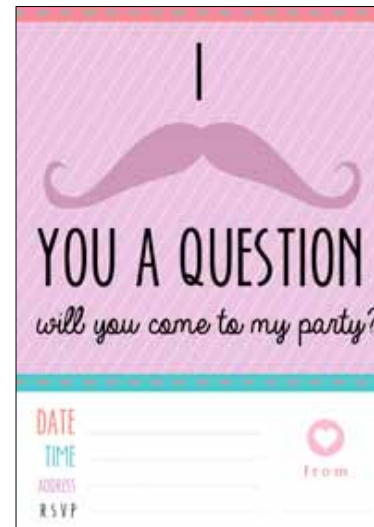 I
YOU A QUESTION
will you come to my party?
DATE
TIME
ADDRESS
RSVP
from